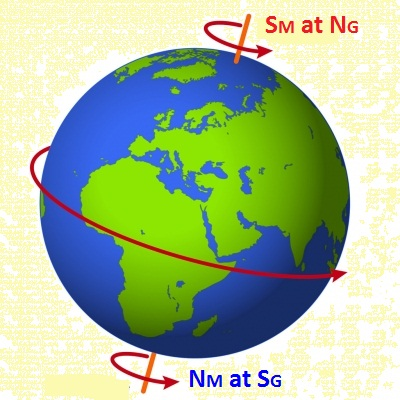 SM at NG
NM at SG